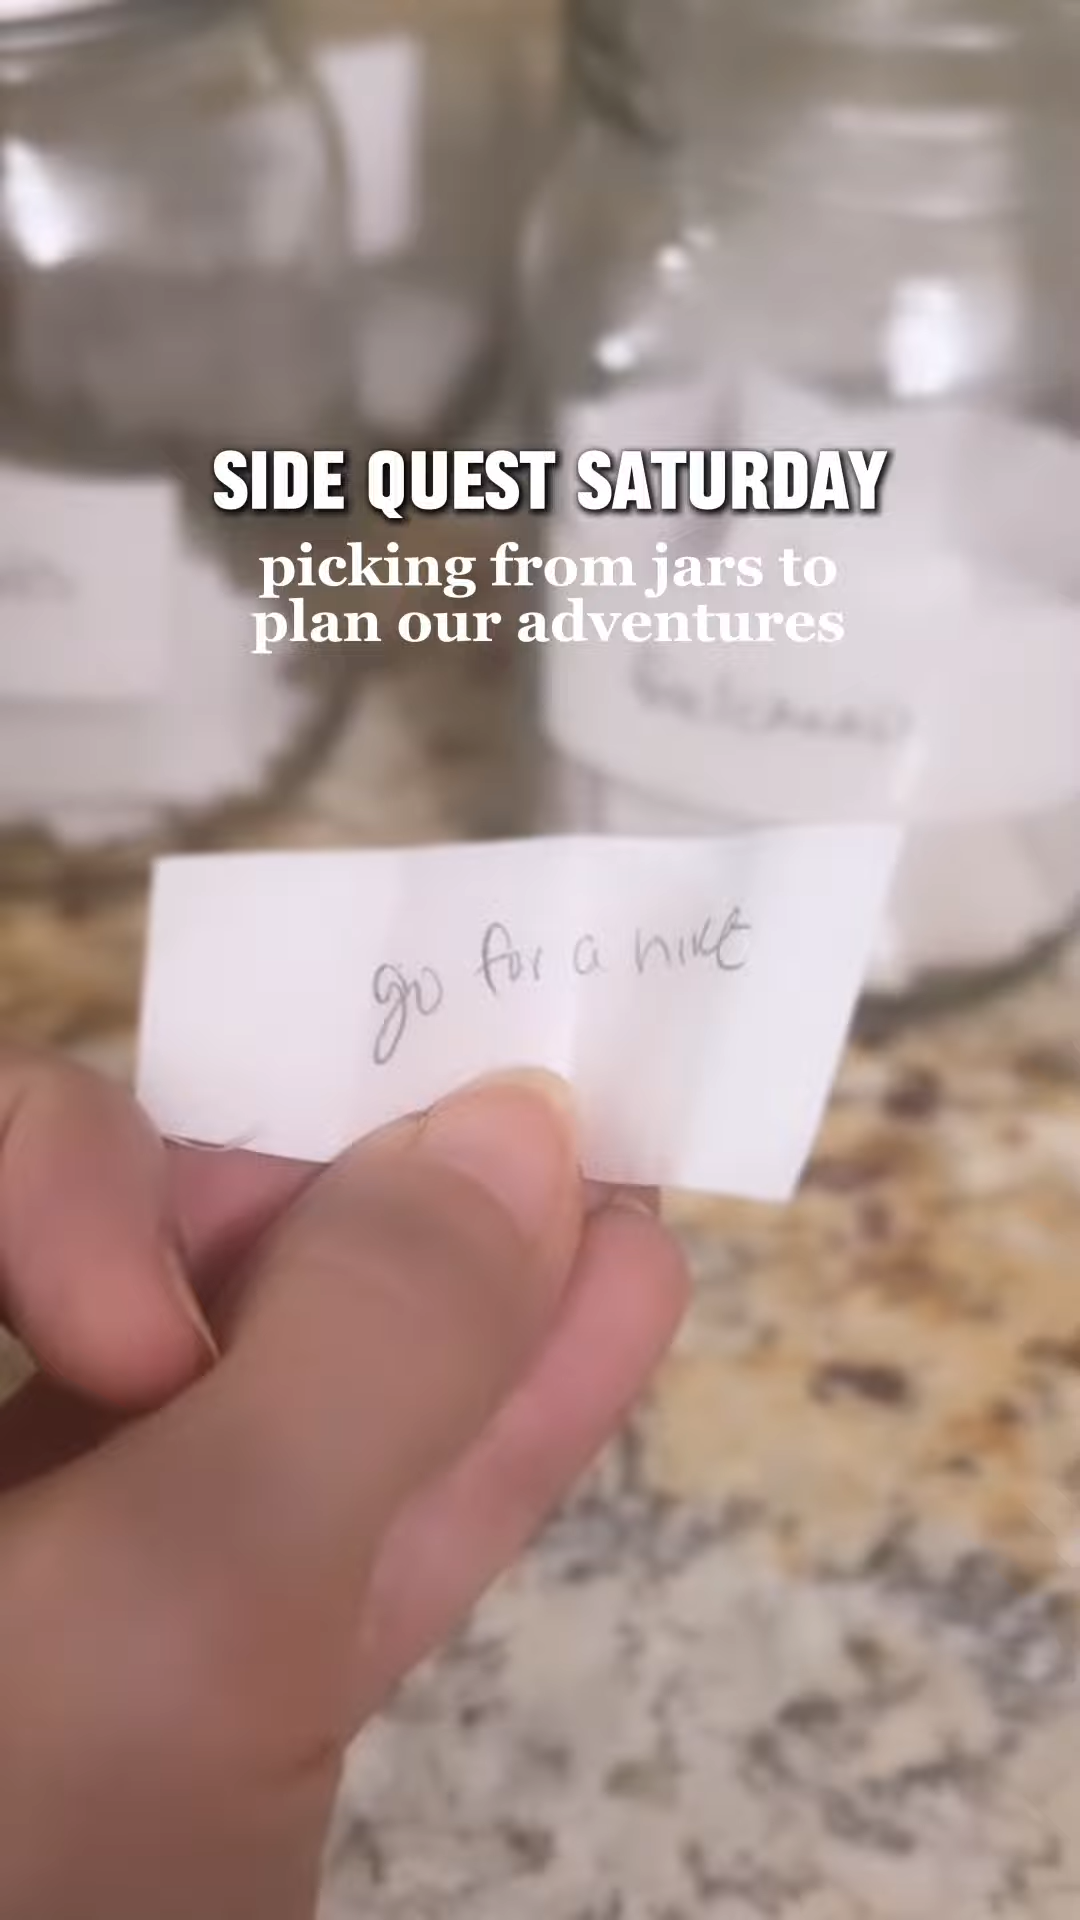 SIDE QUEST SATURDAY
picking from jars to
plan our adventures
go for a hike